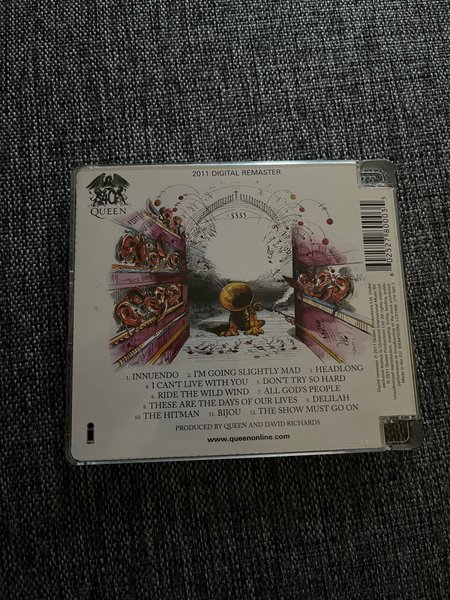 2011 DIGITAL REMASTER
QUEEN
1. INNUENDO 2. I'M GOING SLIGHTLY MAD 3. HEADLONG
4. I CAN'T LIVE WITH YOU 5. DON'T TRY SO HARD
6. RIDE THE WILD WIND 7. ALL GOD'S PEOPLE
8. THESE ARE THE DAYS OF OUR LIVES 9. DELILAH
10. THE HITMAN 11. BIJOU 12. THE SHOW MUST GO ON
PRODUCED BY QUEEN AND DAVID RICHARDS
www.queenonline.com